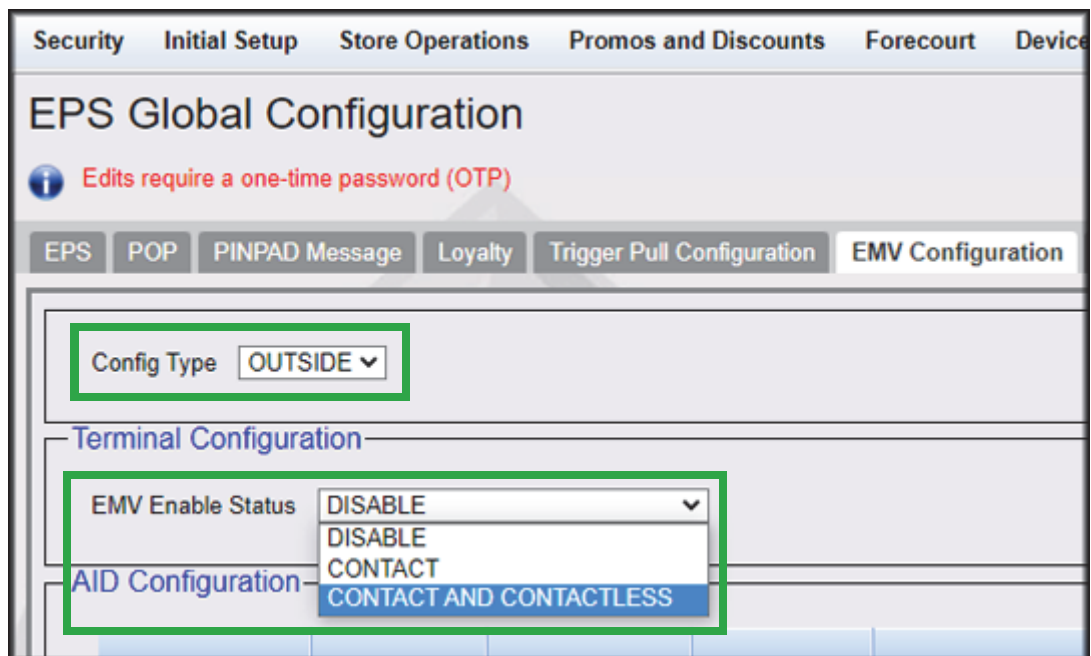 Security Initial Setup Store Operations Promos and Discounts Forecourt Device
EPS Global Configuration
Edits require a one-time password (OTP)
EPS POP PINPAD Message Loyalty Trigger Pull Configuration EMV Configuration
Config Type OUTSIDE
Terminal Configuration
EMV Enable Status DISABLE
DISABLE
CONTACT
AID Configuration
CONTACT AND CONTACTLESS